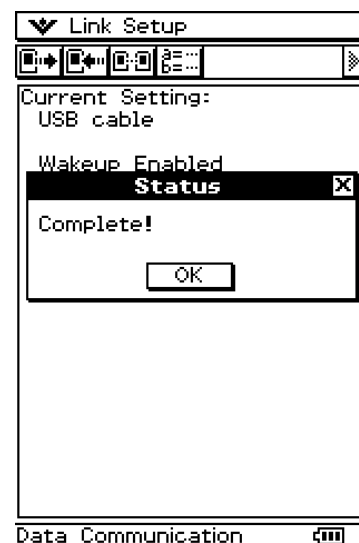 Link Setup
Current Setting:
USB cable
Wakeup Enabled
Status
Complete!
OK
Data Communication